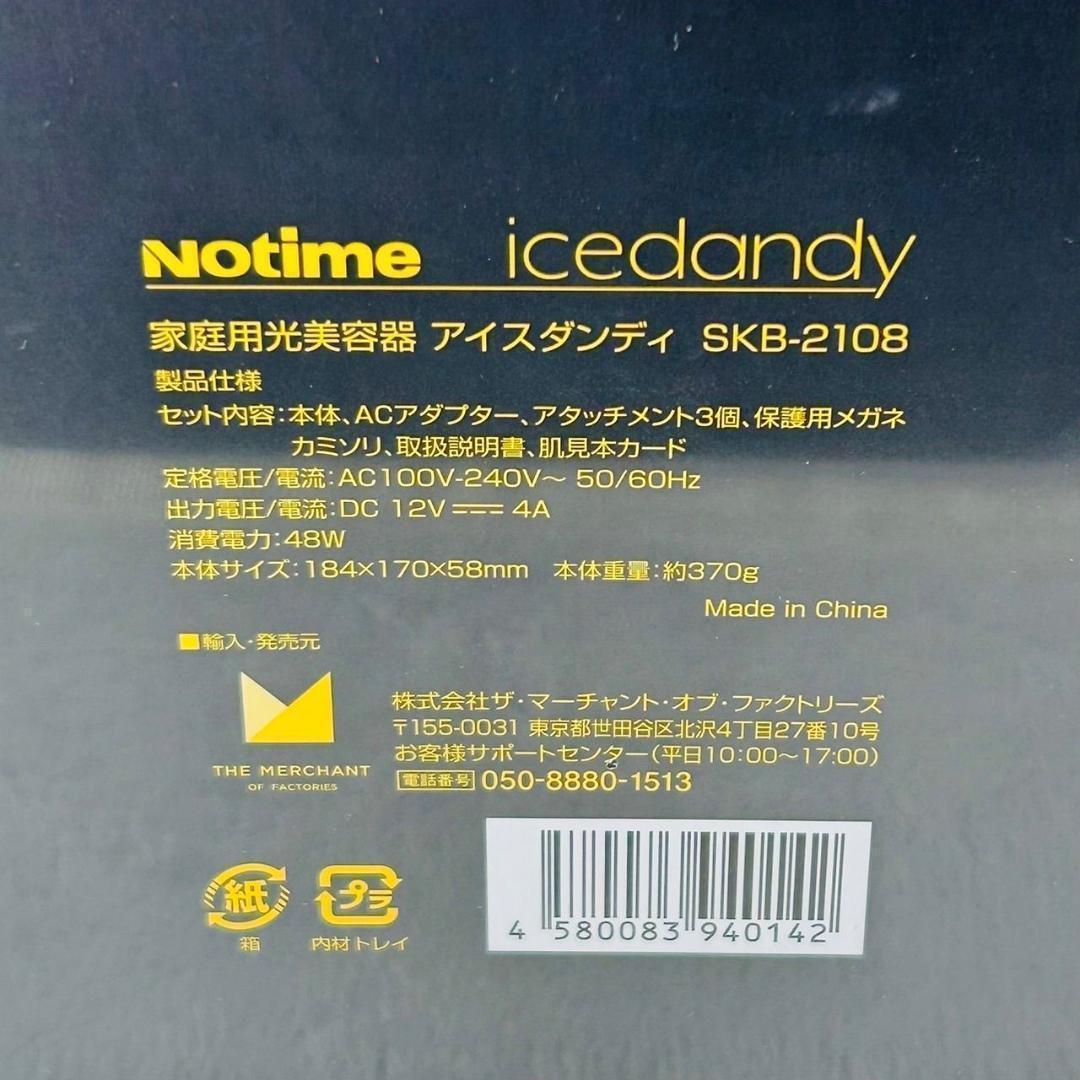 Notime icedandy
家庭用光美容器 アイスダンディ SKB-2108
製品仕様
セット内容:本体、ACアダプター、アタッチメント3個、保護用メガネ
カミソリ、取扱説明書、肌見本カード
定格電圧/電流:AC100V-240V～ 50/60Hz
出力電圧/電流:DC 12V ⎓ 4A
消費電力:48W
本体サイズ:184×170×58mm 本体重量:約370g
Made in China
■輸入・発売元
株式会社ザ・マーチャント・オブ・ファクトリーズ
〒155-0031 東京都世田谷区北沢4丁目27番10号
お客様サポートセンター(平日10:00～17:00)
電話番号 050-8880-1513
THE MERCHANT
OF FACTORIES
紙
箱
プラ
内材トレイ
4 580083 940142